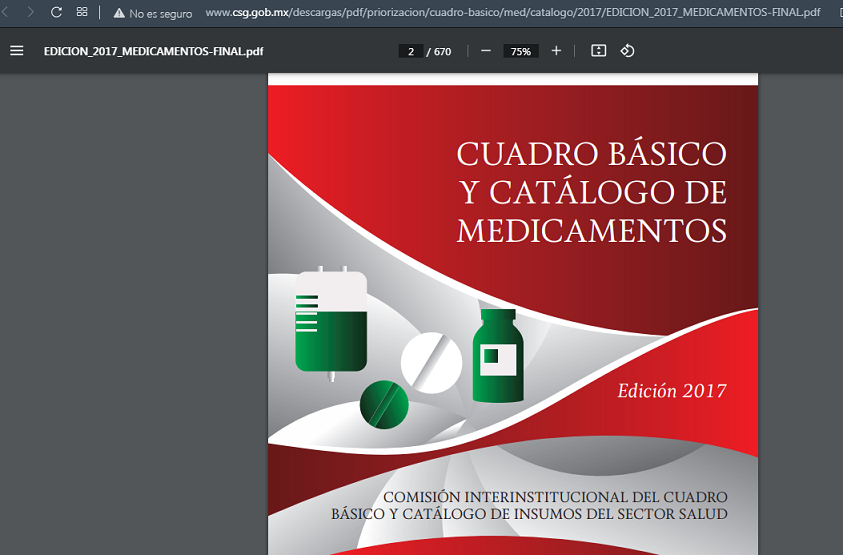 No es seguro
www.csg.gob.mx/descargas/pdf/priorizacion/cuadro-basico/med/catalogo/2017/EDICION_2017_MEDICAMENTOS-FINAL.pdf
EDICION_2017_MEDICAMENTOS-FINAL.pdf
2 / 670
75%
CUADRO BÁSICO
Y CATÁLOGO DE
MEDICAMENTOS
Edición 2017
COMISIÓN INTERINSTITUCIONAL DEL CUADRO
BÁSICO Y CATÁLOGO DE INSUMOS DEL SECTOR SALUD